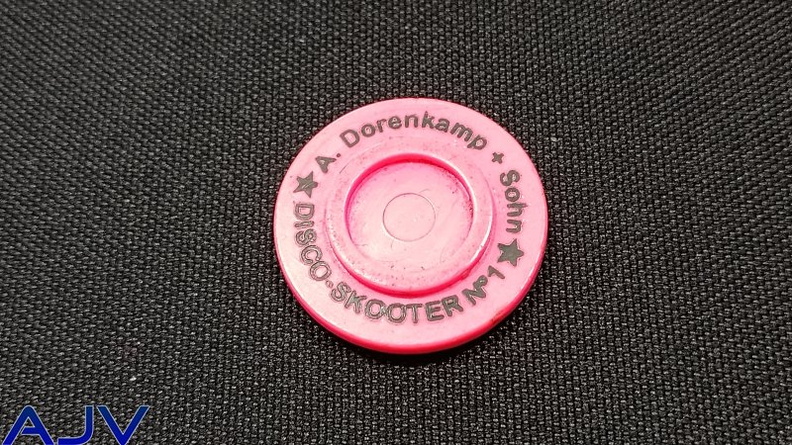 ★ A. Dorenkamp + Sohn ★
DISCO-SKOOTER Nº1
AJV